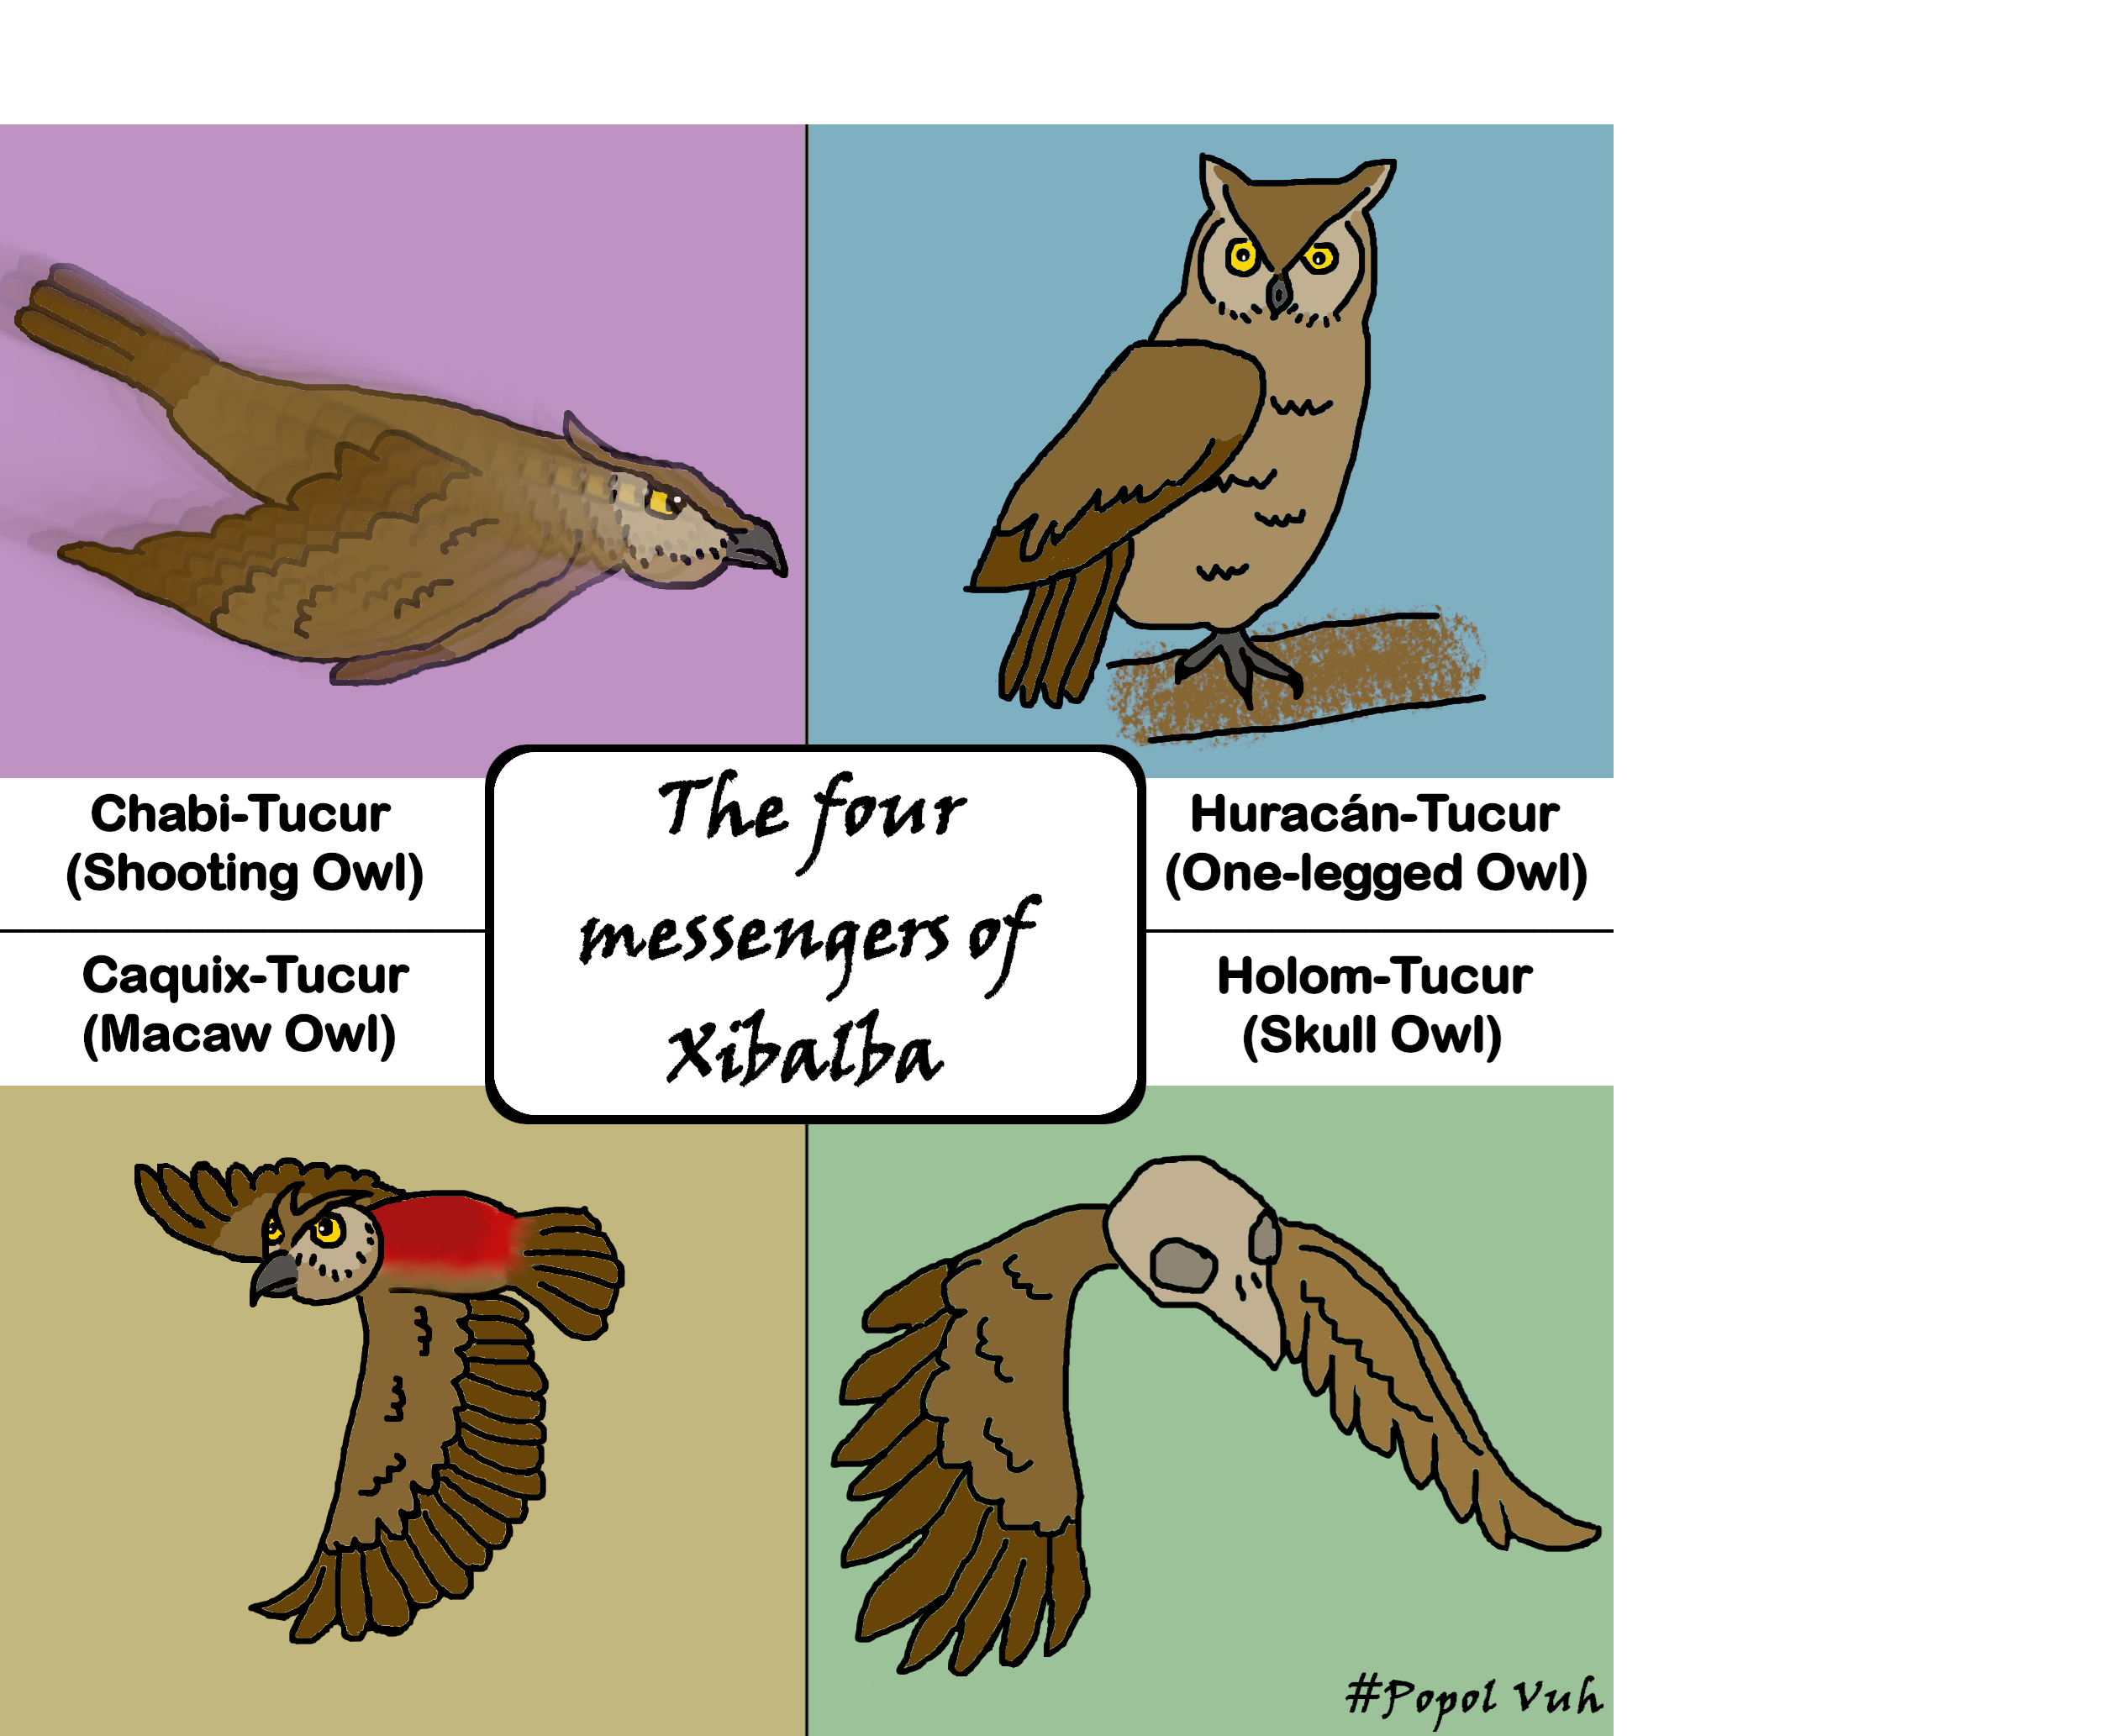 Chabi-Tucur
(Shooting Owl)
The four
messengers of
Xibalba
Huracán-Tucur
(One-legged Owl)
Caquix-Tucur
(Macaw Owl)
Holom-Tucur
(Skull Owl)
#Popol Vuh